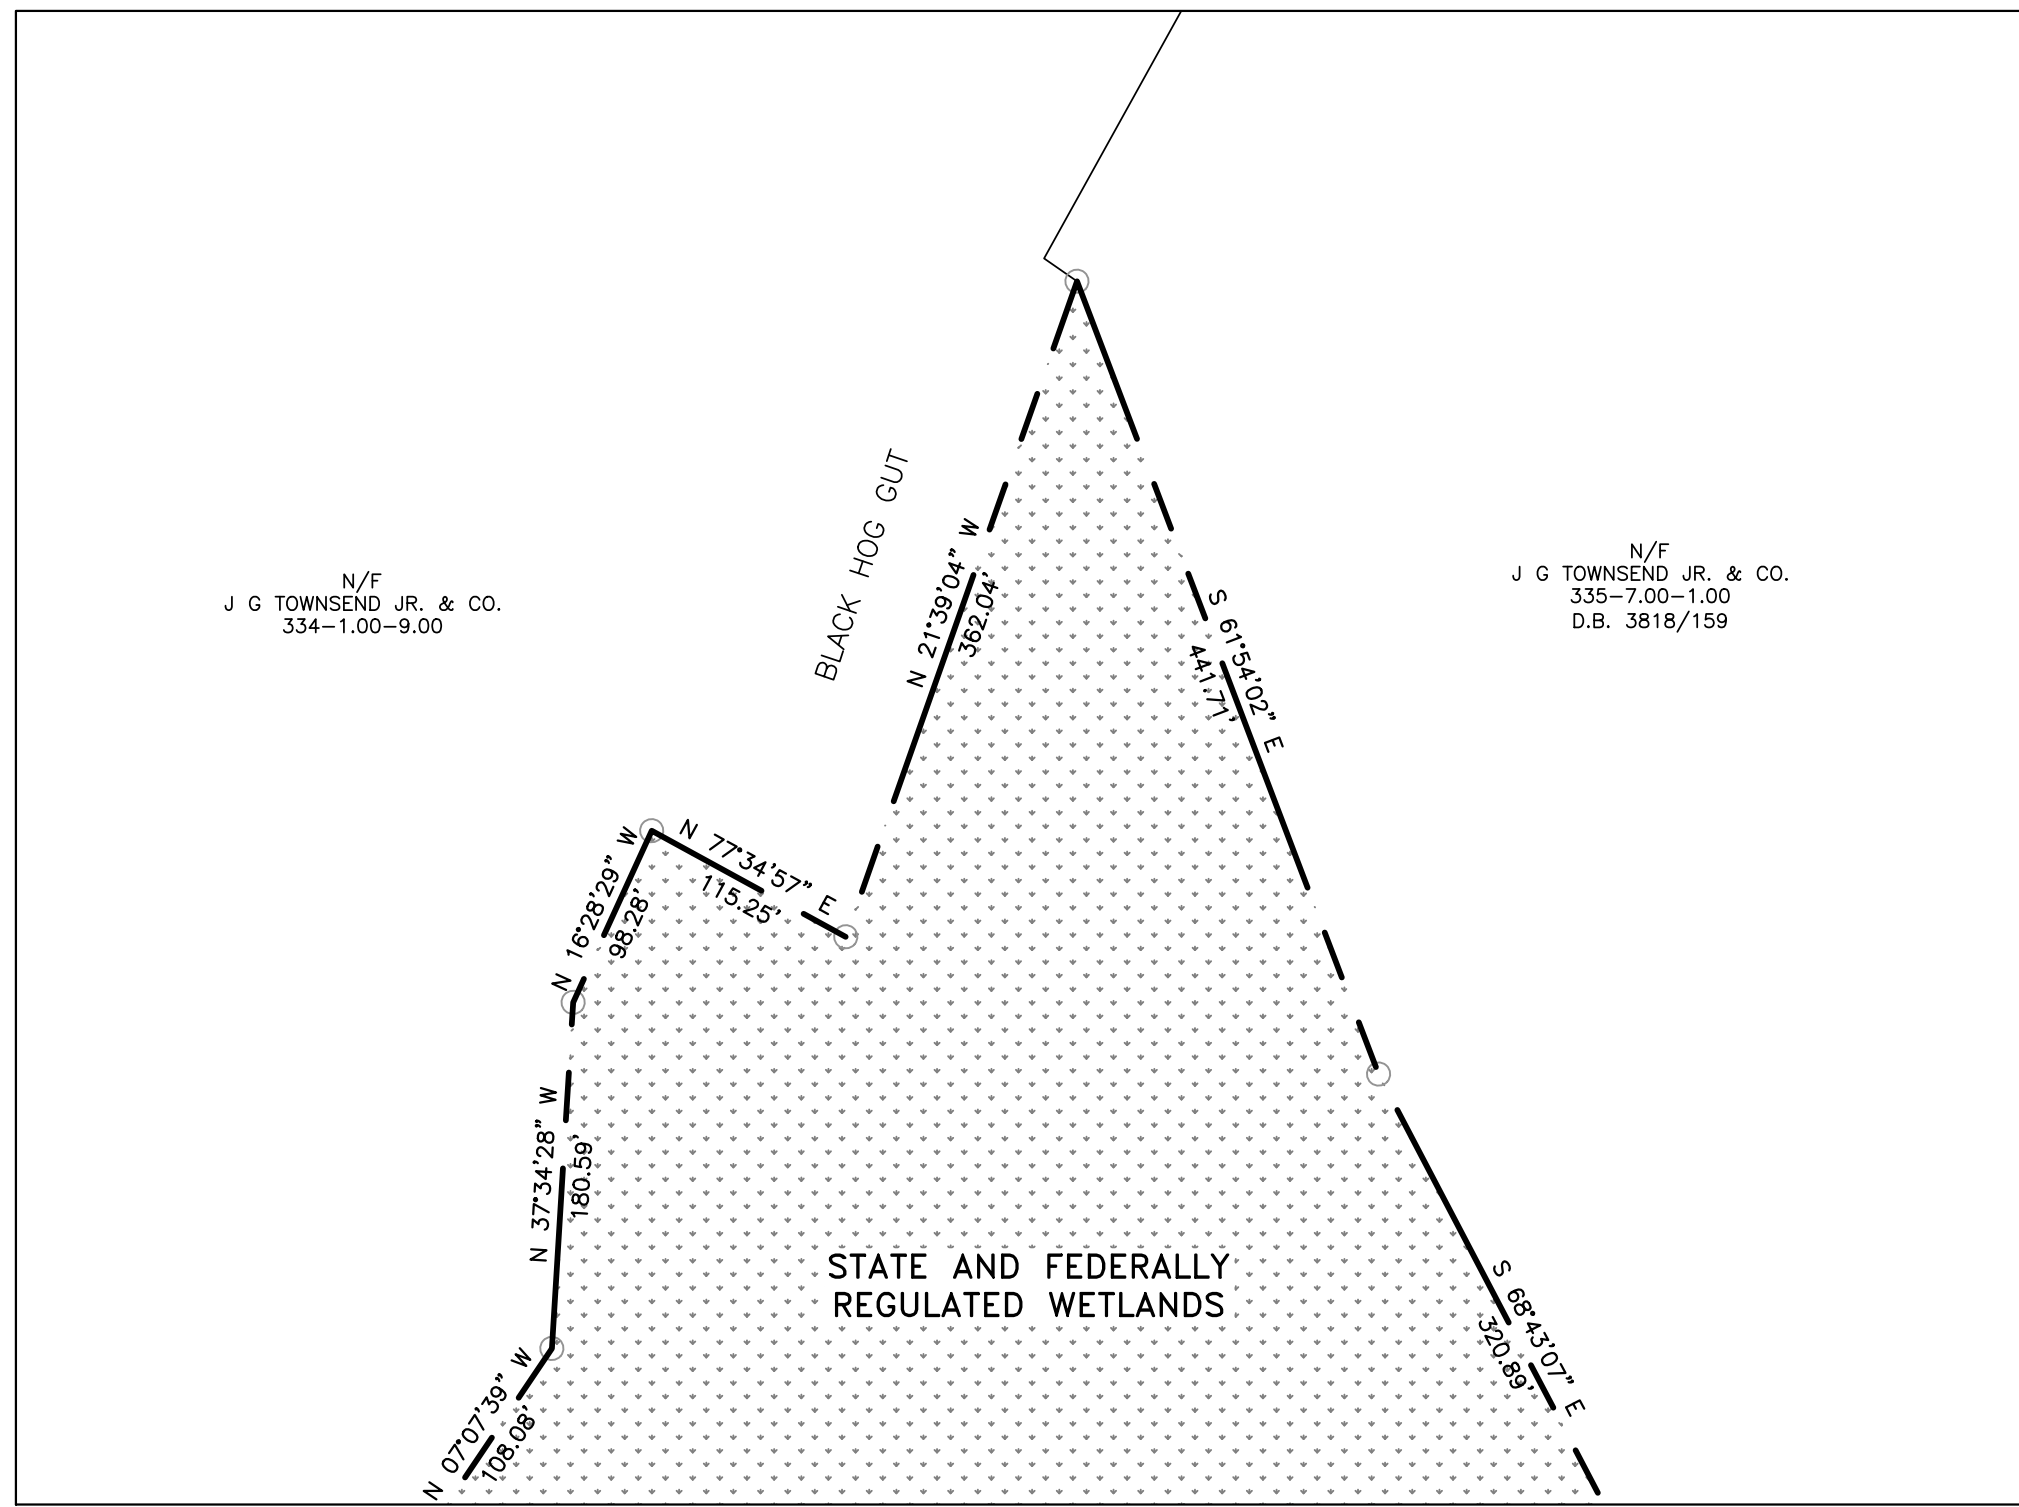 BLACK HOG GUT
N 21°39'04" W
362.04'
S 61°54'02" E
441.71'
N/F
J G TOWNSEND JR. & CO.
334-1.00-9.00
N/F
J G TOWNSEND JR. & CO.
335-7.00-1.00
D.B. 3818/159
N 77°34'57" E
115.25'
N 16°28'29" W
98.28'
N 37°34'28" W
180.59'
STATE AND FEDERALLY
REGULATED WETLANDS
S 68°43'07" E
320.89'
N 07°07'39" W
108.08'